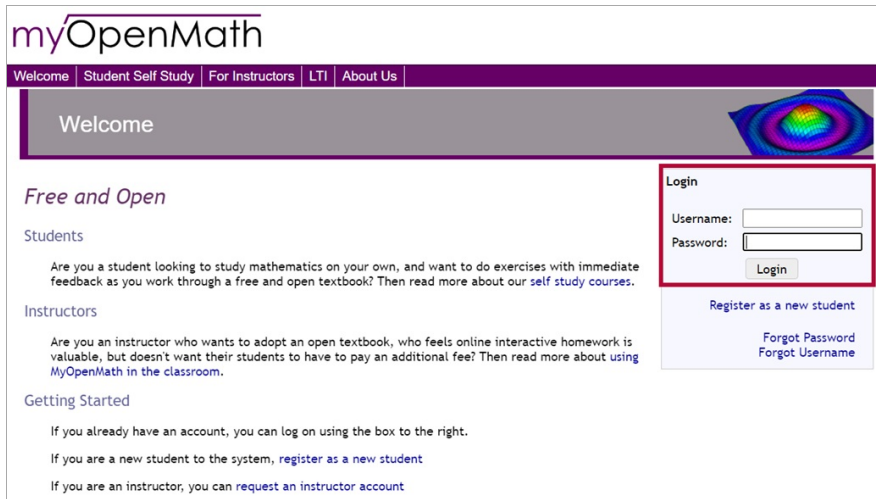 myOpenMath
Welcome Student Self Study For Instructors LTI About Us
Welcome
Free and Open
Students
Are you a student looking to study mathematics on your own, and want to do exercises with immediate
feedback as you work through a free and open textbook? Then read more about our self study courses.
Instructors
Are you an instructor who wants to adopt an open textbook, who feels online interactive homework is
valuable, but doesn't want their students to have to pay an additional fee? Then read more about using
MyOpenMath in the classroom.
Getting Started
If you already have an account, you can log on using the box to the right.
If you are a new student to the system, register as a new student
If you are an instructor, you can request an instructor account
Login
Username:
Password:
Login
Register as a new student
Forgot Password
Forgot Username